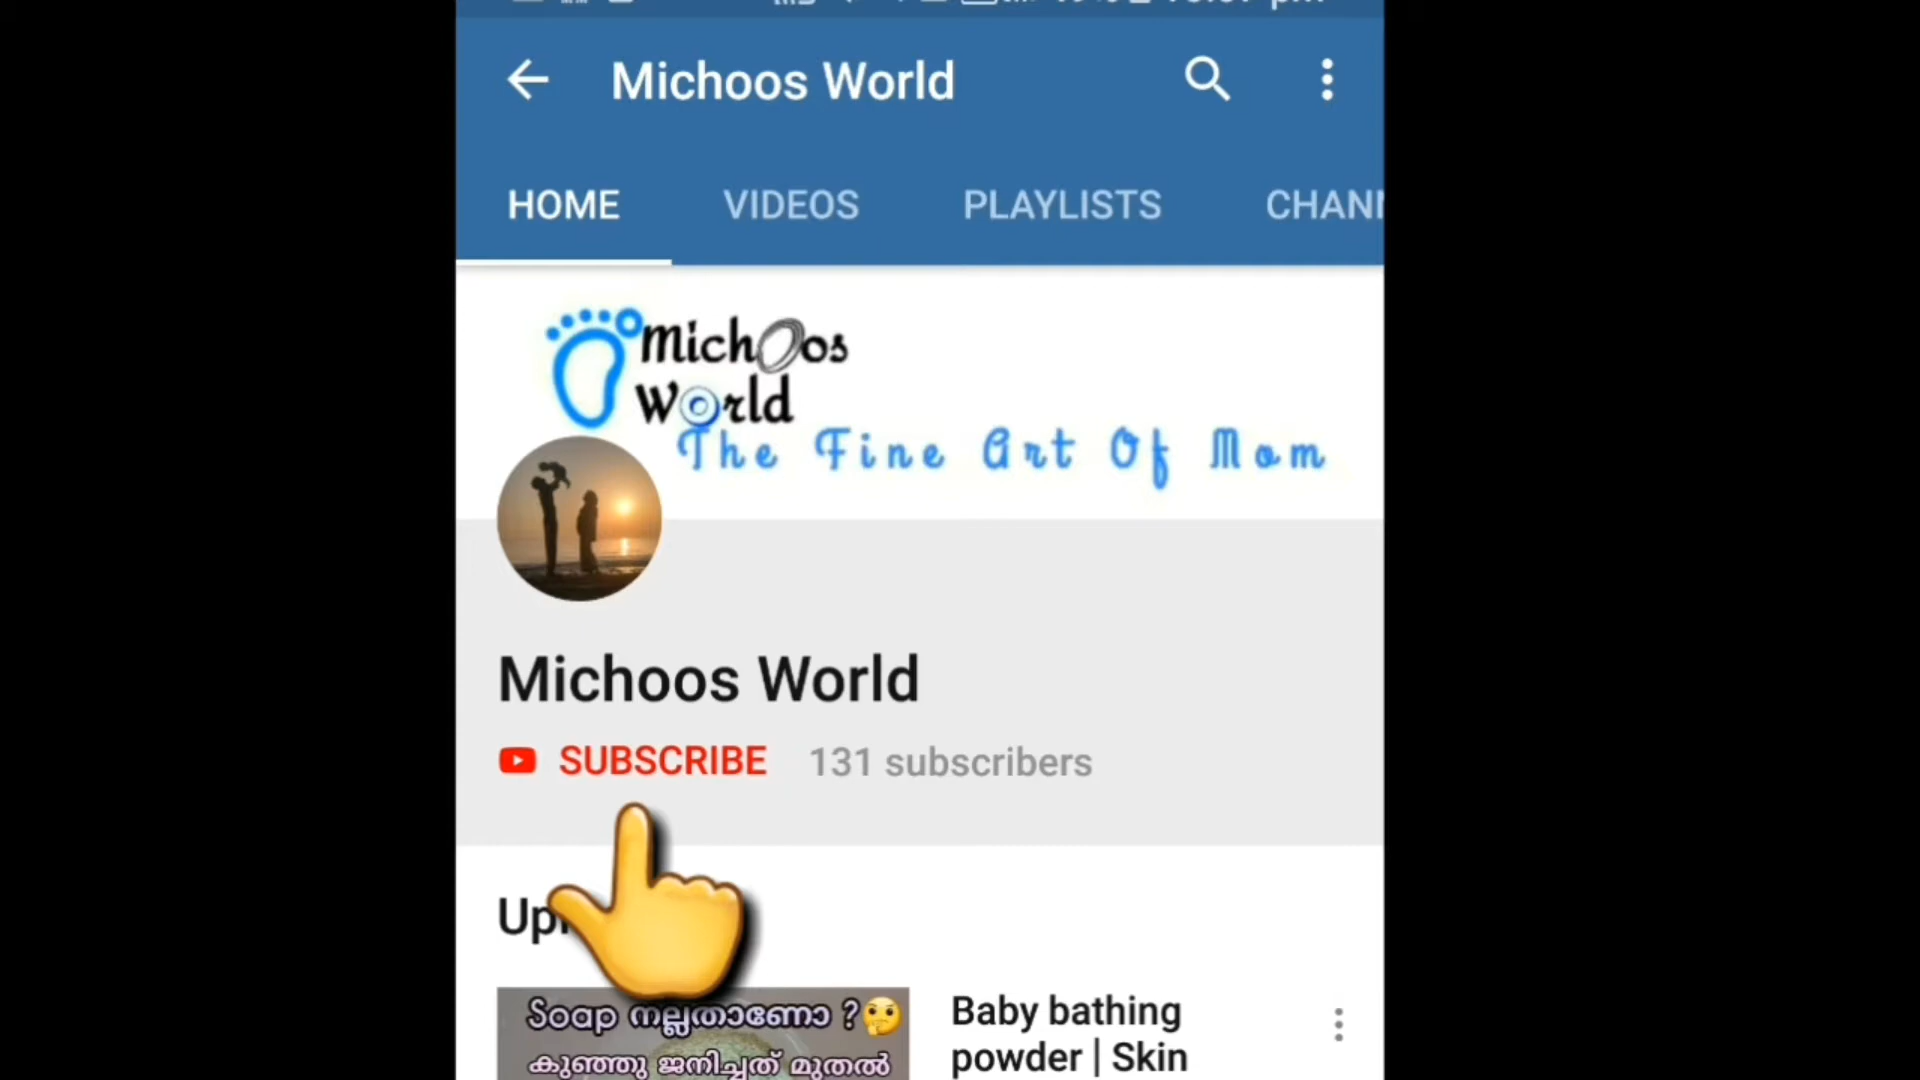 Michoos World
HOME VIDEOS PLAYLISTS CHANN
Michoos
World
The Fine Art Of Mom
Michoos World
SUBSCRIBE 131 subscribers
Soap നല്ലതാണോ ?🤔
കുഞ്ഞു ജനിച്ചത് മുതൽ
Baby bathing
powder | Skin